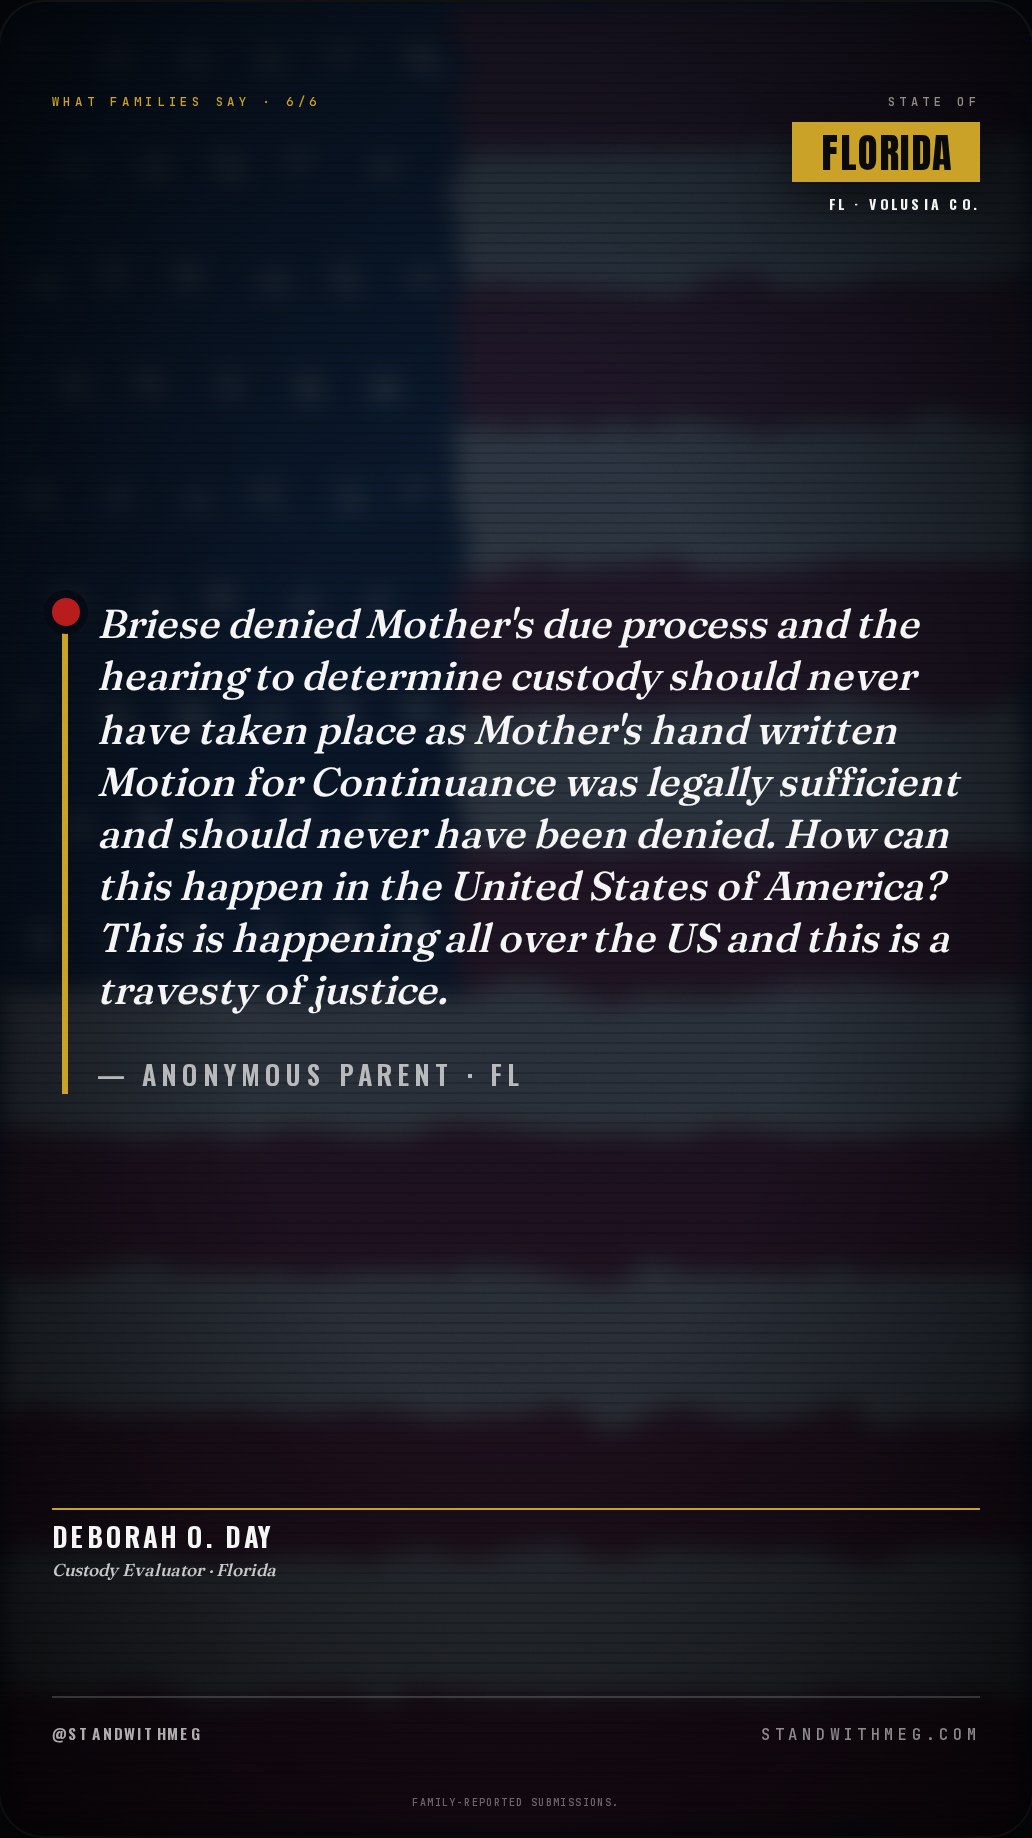 WHAT FAMILIES SAY · 6/6
STATE OF
FLORIDA
FL · VOLUSIA CO.
Briese denied Mother's due process and the
hearing to determine custody should never
have taken place as Mother's hand written
Motion for Continuance was legally sufficient
and should never have been denied. How can
this happen in the United States of America?
This is happening all over the US and this is a
travesty of justice.
— ANONYMOUS PARENT · FL
DEBORAH O. DAY
Custody Evaluator · Florida
@STANDWITHMEG
STANDWITHMEG.COM
FAMILY-REPORTED SUBMISSIONS.